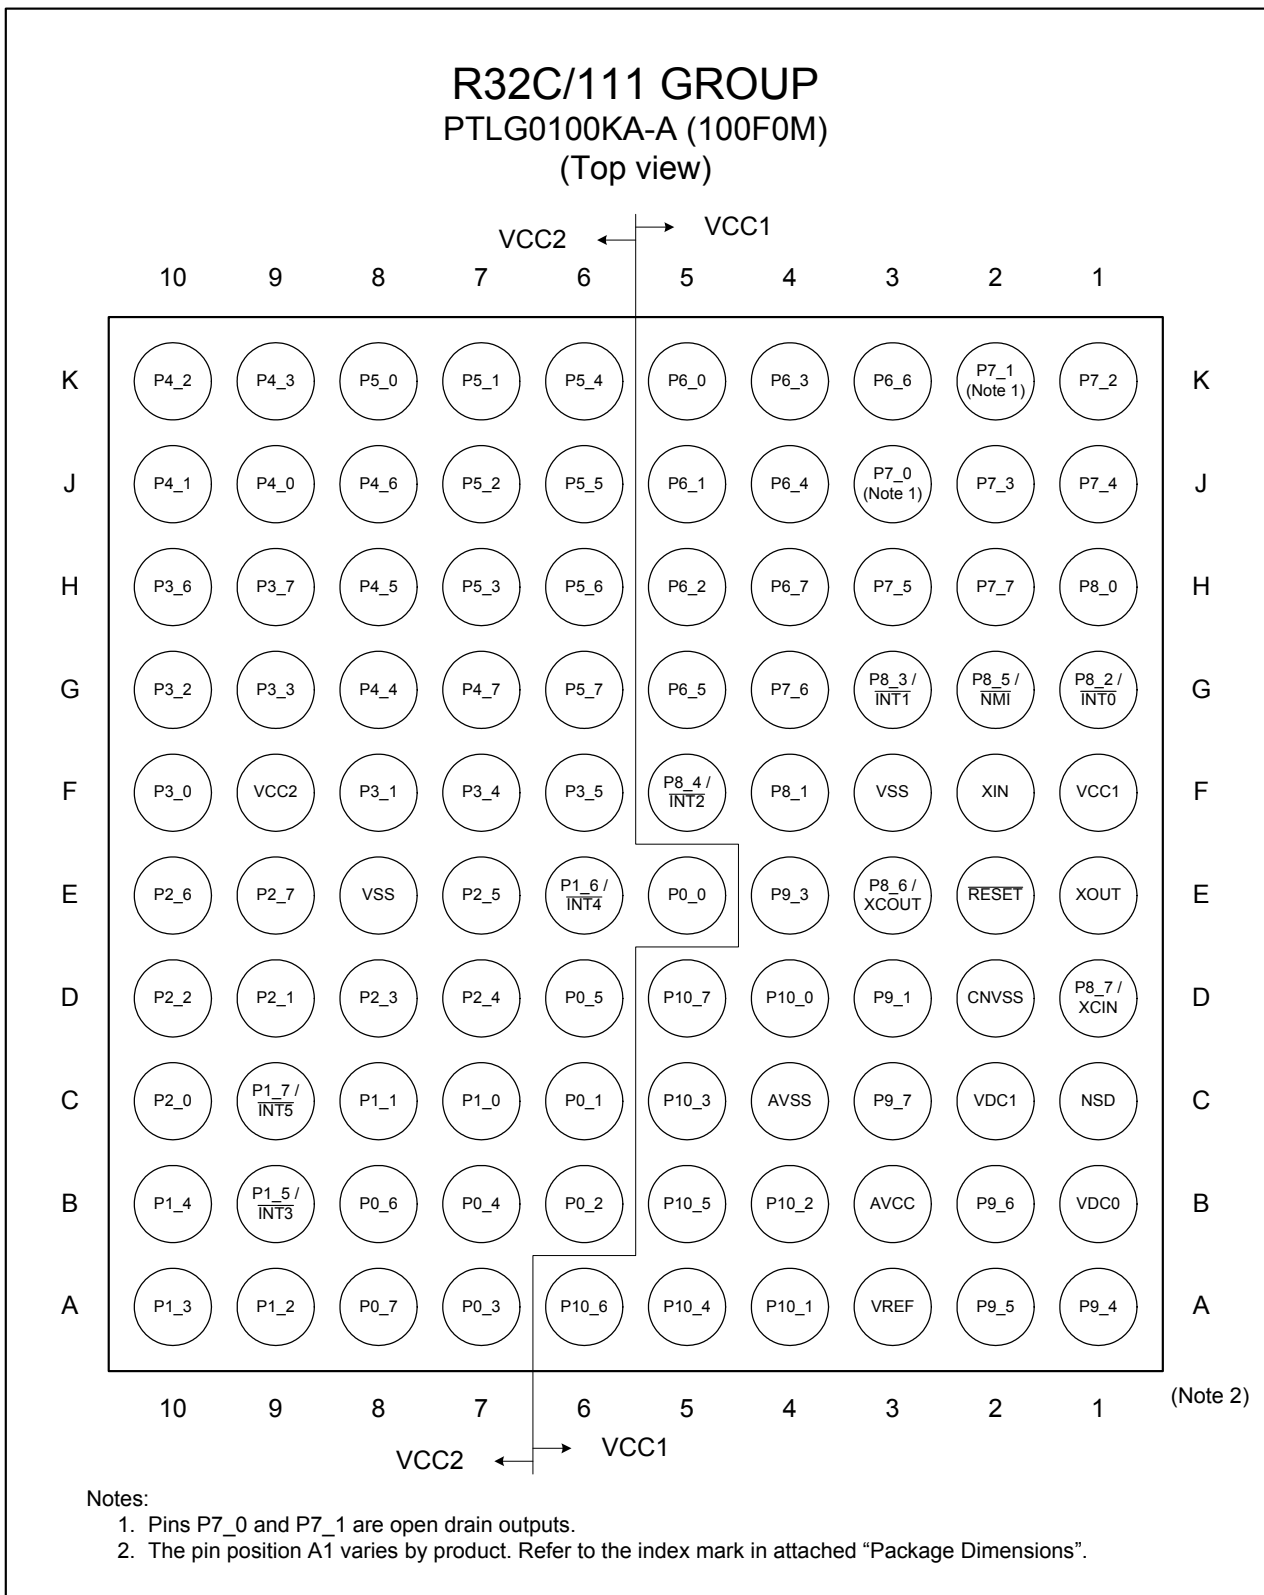 R32C/111 GROUP
PTLG0100KA-A (100F0M)
(Top view)
VCC2 VCC1
10 9 8 7 6 5 4 3 2 1
K P4_2 P4_3 P5_0 P5_1 P5_4 P6_0 P6_3 P6_6 P7_1 (Note 1) P7_2 K
J P4_1 P4_0 P4_6 P5_2 P5_5 P6_1 P6_4 P7_0 (Note 1) P7_3 P7_4 J
H P3_6 P3_7 P4_5 P5_3 P5_6 P6_2 P6_7 P7_5 P7_7 P8_0 H
G P3_2 P3_3 P4_4 P4_7 P5_7 P6_5 P7_6 P8_3 / INT1 P8_5 / NMI P8_2 / INT0 G
F P3_0 VCC2 P3_1 P3_4 P3_5 P8_4 / INT2 P8_1 VSS XIN VCC1 F
E P2_6 P2_7 VSS P2_5 P1_6 / INT4 P0_0 P9_3 P8_6 / XCOUT RESET XOUT E
D P2_2 P2_1 P2_3 P2_4 P0_5 P10_7 P10_0 P9_1 CNVSS P8_7 / XCIN D
C P2_0 P1_7 / INT5 P1_1 P1_0 P0_1 P10_3 AVSS P9_7 VDC1 NSD C
B P1_4 P1_5 / INT3 P0_6 P0_4 P0_2 P10_5 P10_2 AVCC P9_6 VDC0 B
A P1_3 P1_2 P0_7 P0_3 P10_6 P10_4 P10_1 VREF P9_5 P9_4 A
10 9 8 7 6 5 4 3 2 1 (Note 2)
VCC2 VCC1
Notes:
1. Pins P7_0 and P7_1 are open drain outputs.
2. The pin position A1 varies by product. Refer to the index mark in attached “Package Dimensions”.